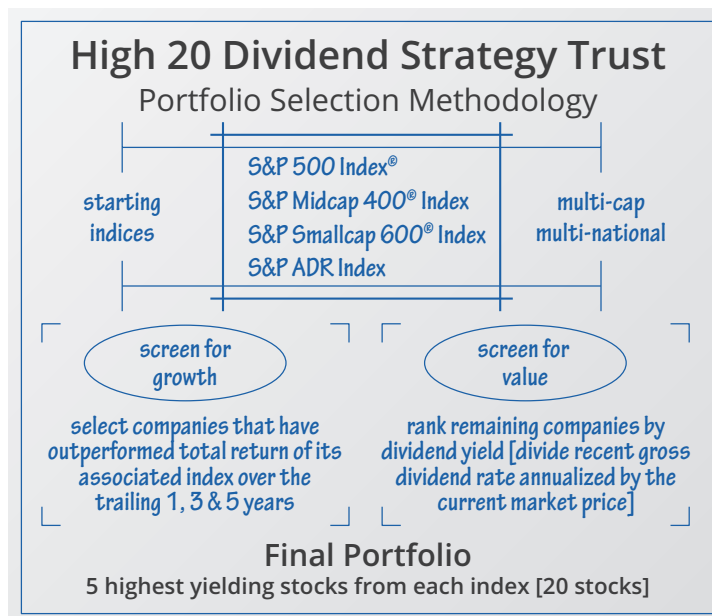 High 20 Dividend Strategy Trust
Portfolio Selection Methodology
starting
indices
S&P 500 Index®
S&P Midcap 400® Index
S&P Smallcap 600® Index
S&P ADR Index
multi-cap
multi-national
screen for
growth
select companies that have
outperformed total return of its
associated index over the
trailing 1, 3 & 5 years
screen for
value
rank remaining companies by
dividend yield [divide recent gross
dividend rate annualized by the
current market price]
Final Portfolio
5 highest yielding stocks from each index [20 stocks]